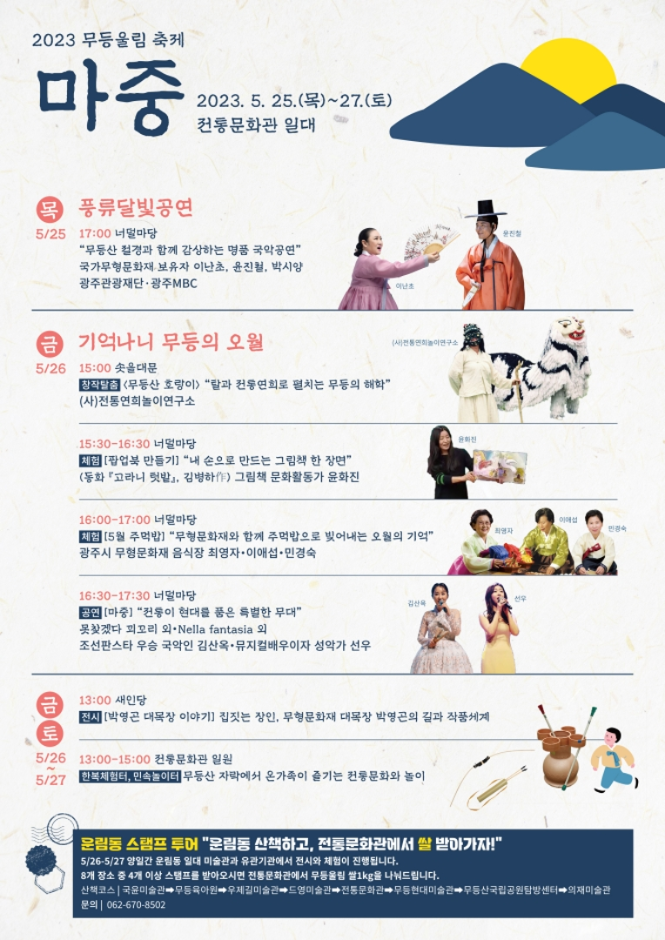 2023 무등울림 축제
마중
2023. 5. 25.(목)~27.(토)
전통문화관 일대
목
5/25
풍류달빛공연
17:00 너덜마당
“무등산 절경과 함께 감상하는 명품 국악공연”
국가무형문화재 보유자 이난초, 윤진철, 박시양
광주관광재단·광주MBC
이난초
윤진철
금
5/26
기억나니 무등의 오월
15:00 솟을대문
창작탈춤 〈무등산 호랑이〉 “탈과 전통연희로 펼치는 무등의 해학”
(사)전통연희놀이연구소
(사)전통연희놀이연구소
15:30-16:30 너덜마당
체험 [팝업북 만들기] “내 손으로 만드는 그림책 한 장면”
(동화 『고라니 텃밭』, 김병하作) 그림책 문화활동가 윤화진
윤화진
16:00-17:00 너덜마당
체험 [5월 주먹밥] “무형문화재와 함께 주먹밥으로 빚어내는 오월의 기억”
광주시 무형문화재 음식장 최영자·이애섭·민경숙
최영자
이애섭
민경숙
16:30-17:30 너덜마당
공연 [마중] “전통이 현대를 품은 특별한 무대”
못찾겠다 꾀꼬리 외·Nella fantasia 외
조선판스타 우승 국악인 김산옥·뮤지컬배우이자 성악가 선우
김산옥
선우
금
토
5/26
~
5/27
13:00 새인당
전시 [박영곤 대목장 이야기] 집짓는 장인, 무형문화재 대목장 박영곤의 길과 작품세계
13:00-15:00 전통문화관 일원
한복체험터, 민속놀이터 무등산 자락에서 온가족이 즐기는 전통문화와 놀이
운림동 스탬프 투어 "운림동 산책하고, 전통문화관에서 쌀 받아가자!"
5/26-5/27 양일간 운림동 일대 미술관과 유관기관에서 전시와 체험이 진행됩니다.
8개 장소 중 4개 이상 스탬프를 받아오시면 전통문화관에서 무등울림 쌀1kg을 나눠드립니다.
산책코스 | 국윤미술관➡무등육아원➡우제길미술관➡드영미술관➡전통문화관➡무등현대미술관➡무등산국립공원탐방센터➡의재미술관
문의 | 062-670-8502